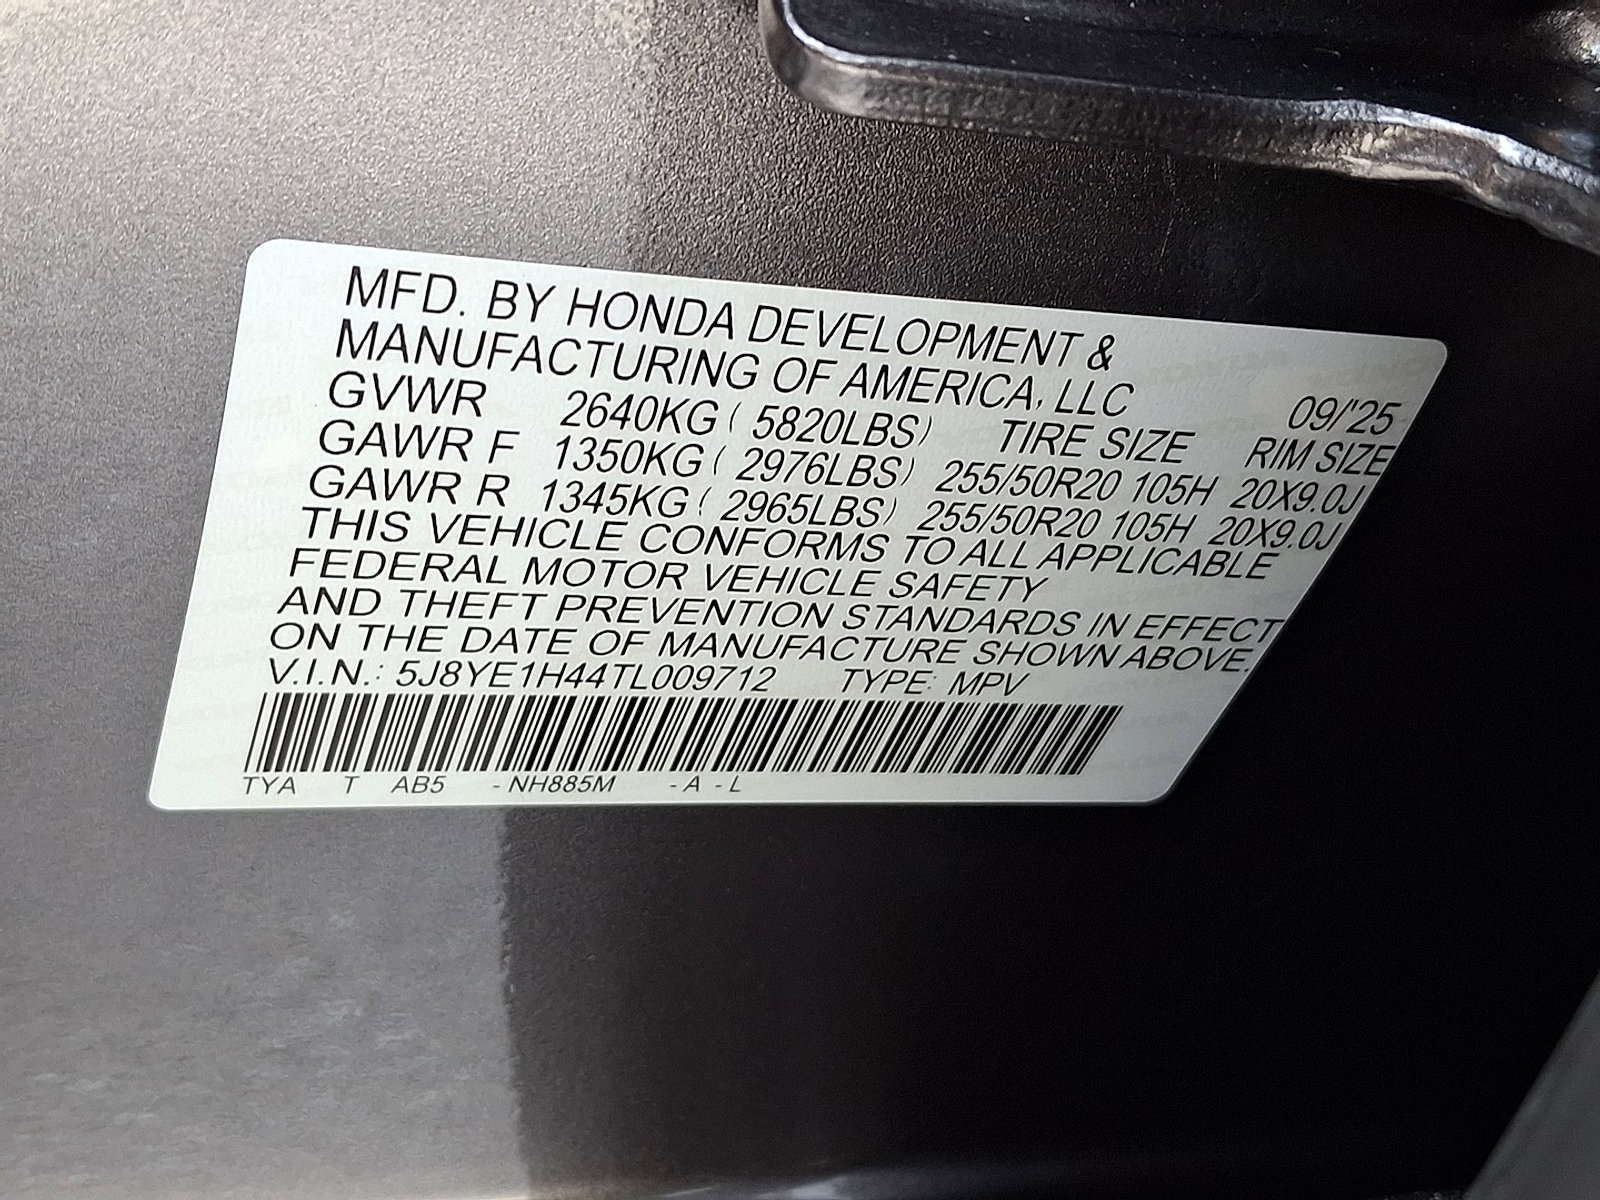 MFD. BY HONDA DEVELOPMENT &
MANUFACTURING OF AMERICA, LLC 09/'25
GVWR 2640KG ( 5820LBS) TIRE SIZE RIM SIZE
GAWR F 1350KG ( 2976LBS) 255/50R20 105H 20X9.0J
GAWR R 1345KG ( 2965LBS) 255/50R20 105H 20X9.0J
THIS VEHICLE CONFORMS TO ALL APPLICABLE
FEDERAL MOTOR VEHICLE SAFETY
AND THEFT PREVENTION STANDARDS IN EFFECT
ON THE DATE OF MANUFACTURE SHOWN ABOVE.
V.I.N.: 5J8YE1H44TL009712 TYPE: MPV
TYA T AB5 - NH885M - A - L